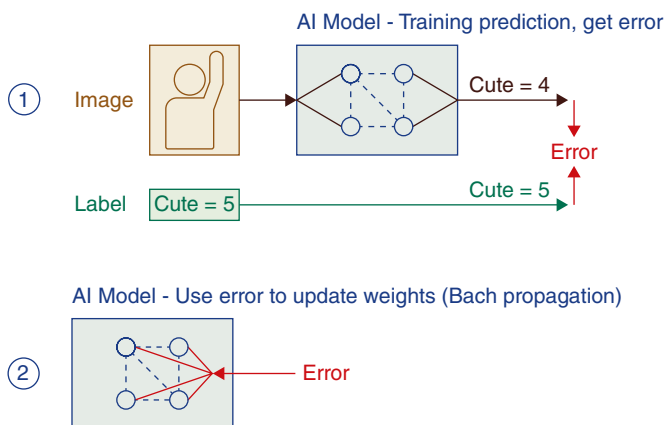 AI Model - Training prediction, get error
1
Image
Cute = 4
Error
Label
Cute = 5
Cute = 5
AI Model - Use error to update weights (Bach propagation)
2
Error